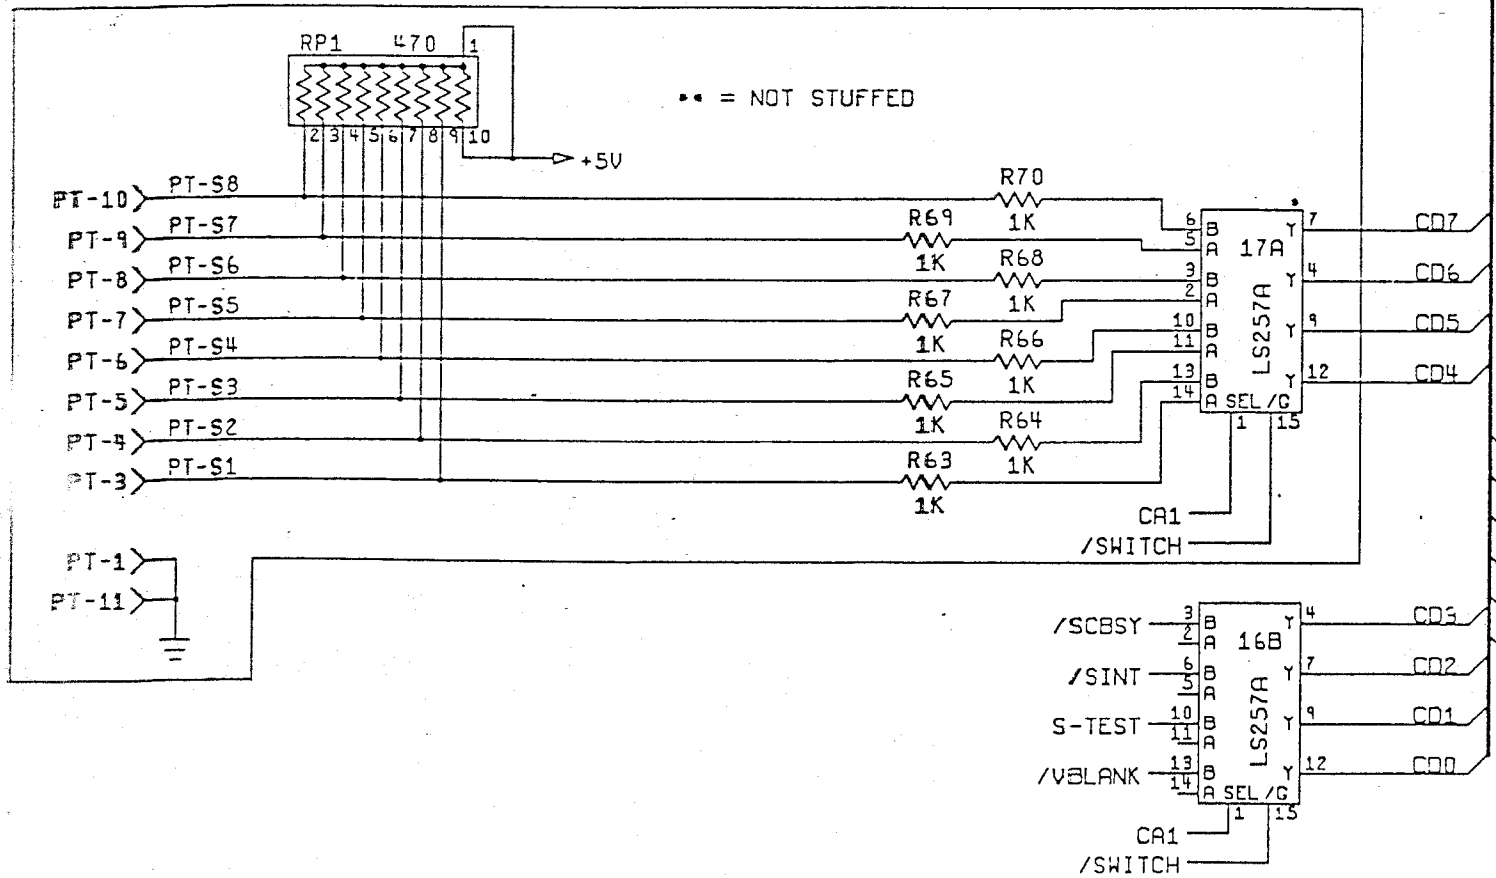 RP1 470 1
2 3 4 5 6 7 8 9 10
+5V
•• = NOT STUFFED
PT-10 PT-S8 R70 1K
PT-9 PT-S7 R69 1K
PT-8 PT-S6 R68 1K
PT-7 PT-S5 R67 1K
PT-6 PT-S4 R66 1K
PT-5 PT-S3 R65 1K
PT-4 PT-S2 R64 1K
PT-3 PT-S1 R63 1K
6 B Y 7 CD7
5 A
17A
3 B Y 4 CD6
2 A
LS257A
10 B Y 9 CD5
11 A
13 B Y 12 CD4
14 A SEL /G
1 15
CA1
/SWITCH
PT-1
PT-11
/SCBSY 3 B Y 4 CD3
2 A
16B
/SINT 6 B Y 7 CD2
5 A
LS257A
S-TEST 10 B Y 9 CD1
11 A
/VBLANK 13 B Y 12 CD0
14 A SEL /G
1 15
CA1
/SWITCH